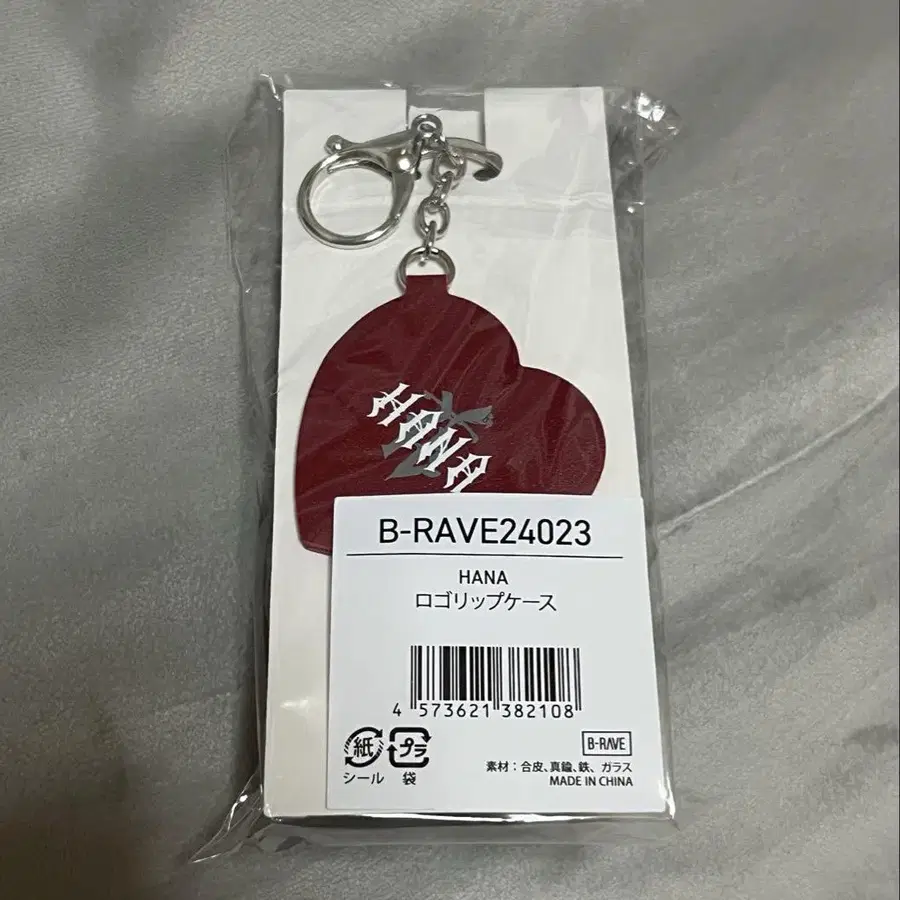 HANA
B-RAVE24023
HANA
ロゴリップケース
4 573621 382108
紙 プラ B-RAVE
シール 袋 素材：合皮、真鍮、鉄、ガラス
MADE IN CHINA